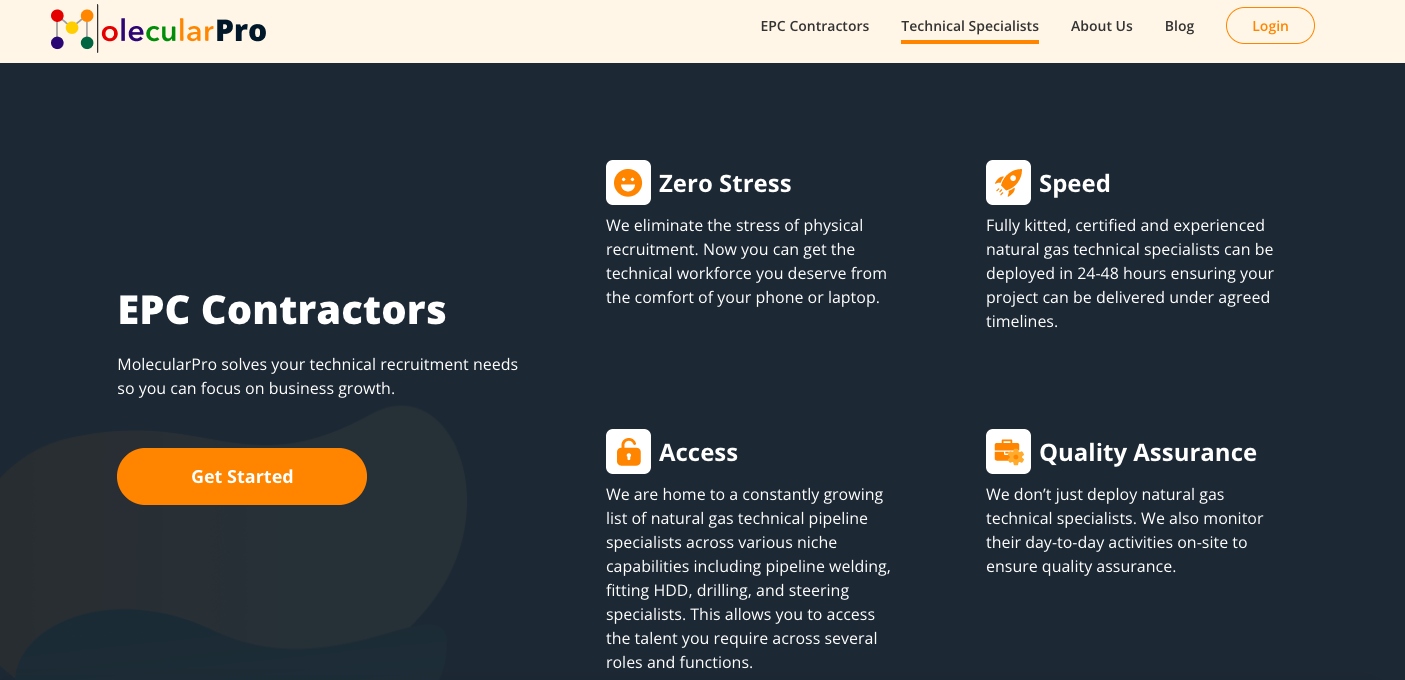 MolecularPro
EPC Contractors
Technical Specialists
About Us
Blog
Login
EPC Contractors
MolecularPro solves your technical recruitment needs
so you can focus on business growth.
Get Started
Zero Stress
We eliminate the stress of physical
recruitment. Now you can get the
technical workforce you deserve from
the comfort of your phone or laptop.
Speed
Fully kitted, certified and experienced
natural gas technical specialists can be
deployed in 24-48 hours ensuring your
project can be delivered under agreed
timelines.
Access
We are home to a constantly growing
list of natural gas technical pipeline
specialists across various niche
capabilities including pipeline welding,
fitting HDD, drilling, and steering
specialists. This allows you to access
the talent you require across several
roles and functions.
Quality Assurance
We don’t just deploy natural gas
technical specialists. We also monitor
their day-to-day activities on-site to
ensure quality assurance.